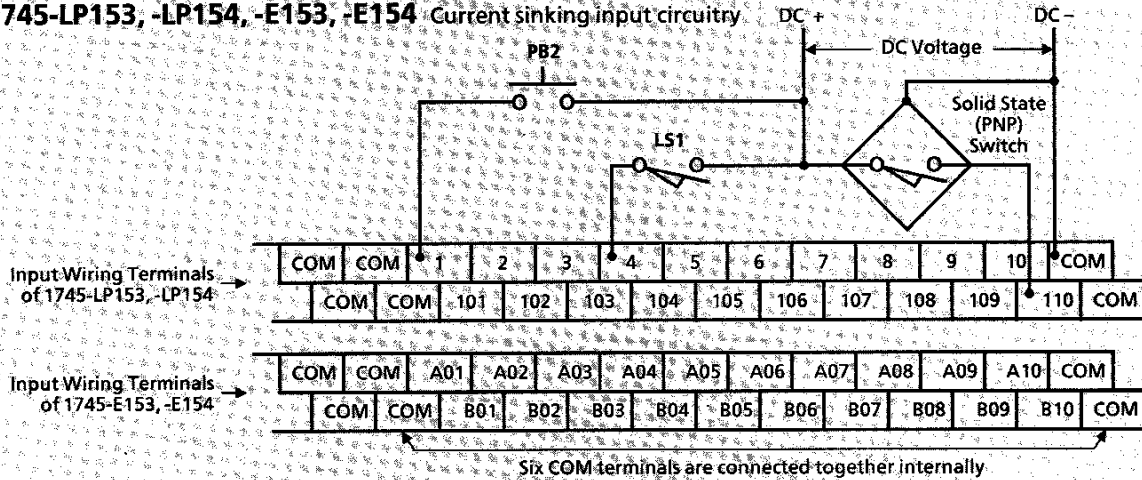 745-LP153, -LP154, -E153, -E154 Current sinking input circuitry
DC +
DC –
DC Voltage
PB2
LS1
Solid State
(PNP)
Switch
Input Wiring Terminals
of 1745-LP153, -LP154
COM COM 1 2 3 4 5 6 7 8 9 10 COM
COM COM 101 102 103 104 105 106 107 108 109 110 COM
Input Wiring Terminals
of 1745-E153, -E154
COM COM A01 A02 A03 A04 A05 A06 A07 A08 A09 A10 COM
COM COM B01 B02 B03 B04 B05 B06 B07 B08 B09 B10 COM
Six COM terminals are connected together internally